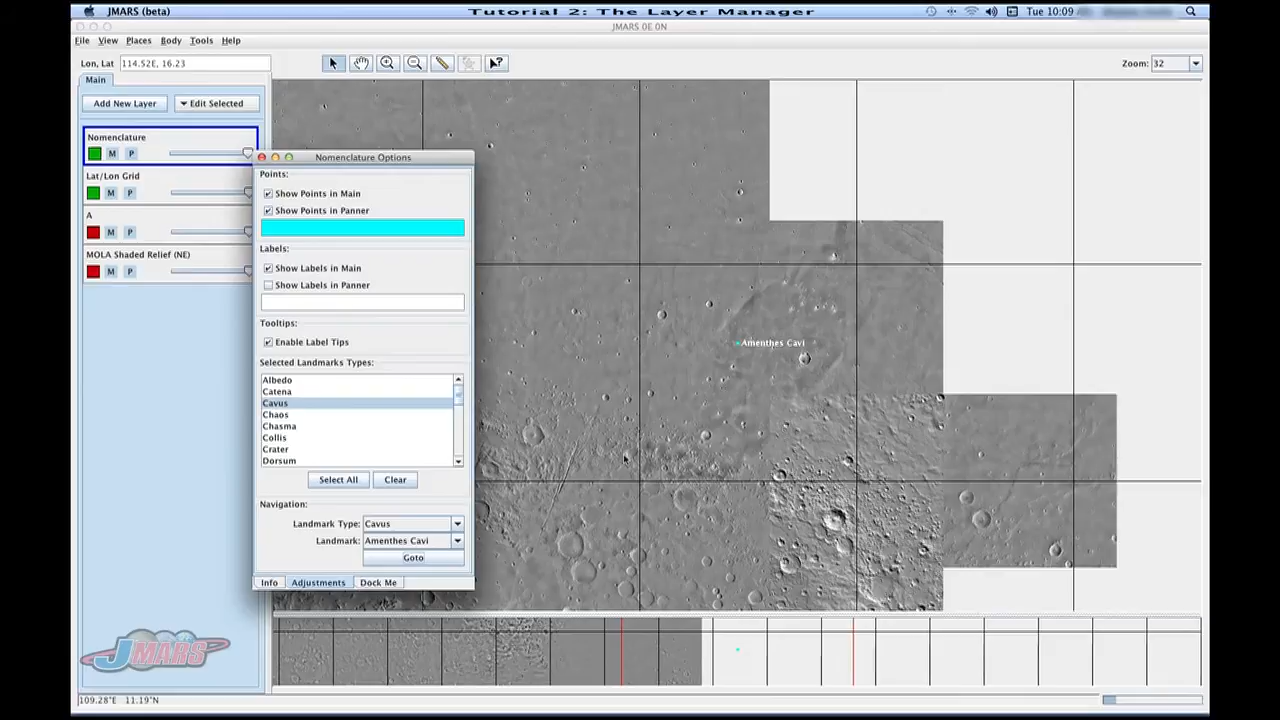 JMARS (beta)
Tutorial 2: The Layer Manager
Tue 10:09
JMARS 0E 0N
File View Places Body Tools Help
Lon, Lat 114.52E, 16.23
Zoom: 32
Main
Add New Layer
Edit Selected
Nomenclature
M P
Lat/Lon Grid
M P
A
M P
MOLA Shaded Relief (NE)
M P
Nomenclature Options
Points:
Show Points in Main
Show Points in Panner
Labels:
Show Labels in Main
Show Labels in Panner
Tooltips:
Enable Label Tips
Selected Landmarks Types:
Albedo
Catena
Cavus
Chaos
Chasma
Collis
Crater
Dorsum
Select All Clear
Navigation:
Landmark Type: Cavus
Landmark: Amenthes Cavi
Goto
Info Adjustments Dock Me
Amenthes Cavi
JMARS
109.28°E 11.19°N